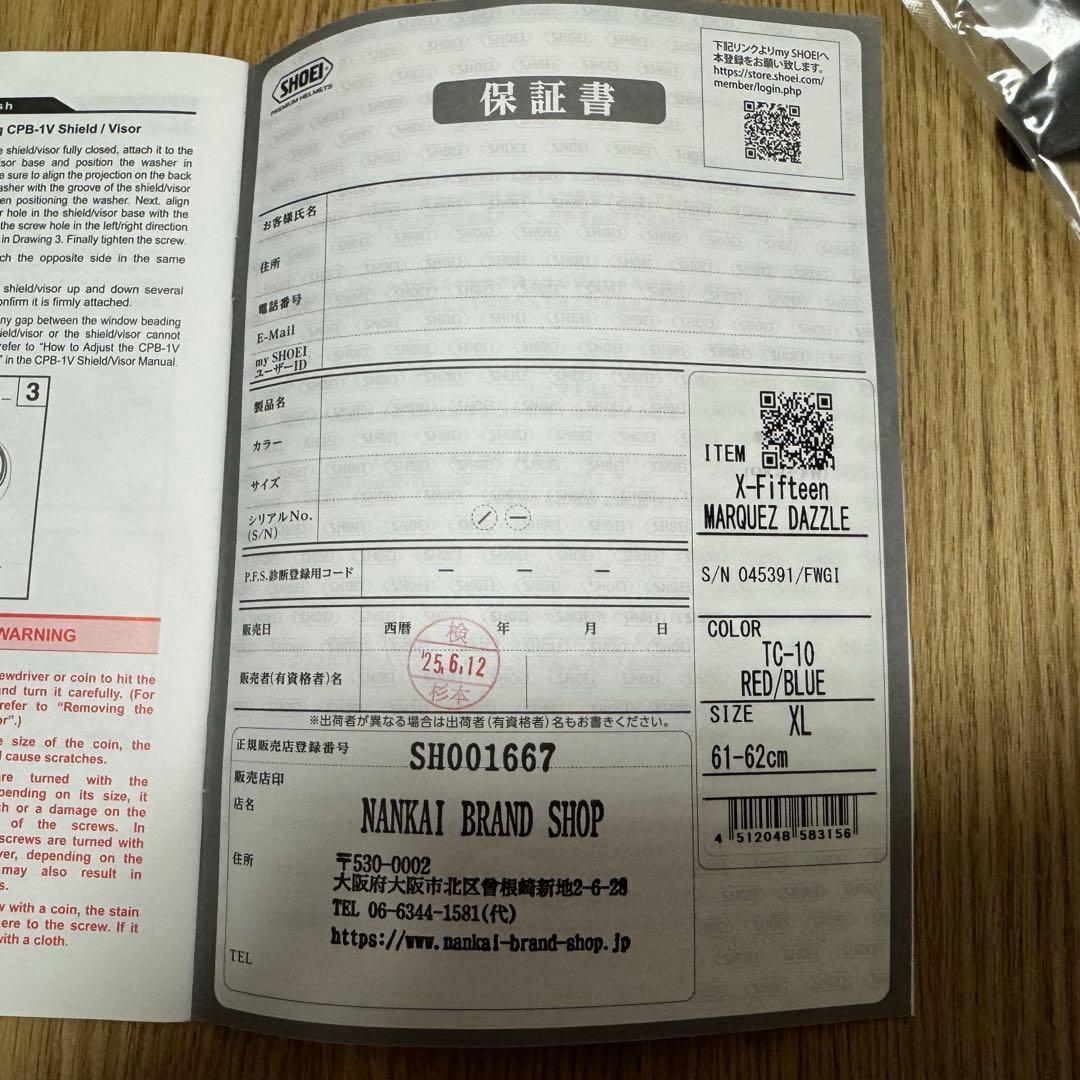 sh
g CPB-1V Shield / Visor
e shield/visor fully closed, attach it to the
sor base and position the washer in
e sure to align the projection on the back
asher with the groove of the shield/visor
en positioning the washer. Next, align
r hole in the shield/visor base with the
the screw hole in the left/right direction
in Drawing 3. Finally tighten the screw.
ch the opposite side in the same
shield/visor up and down several
onfirm it is firmly attached.
ny gap between the window beading
ield/visor or the shield/visor cannot
refer to “How to Adjust the CPB-1V
” in the CPB-1V Shield/Visor Manual.
3
WARNING
ewdriver or coin to hit the
and turn it carefully. (For
refer to “Removing the
or”.)
e size of the coin, the
l cause scratches.
are turned with the
pending on its size, it
ch or a damage on the
of the screws. In
screws are turned with
ver, depending on the
may also result in
s.
w with a coin, the stain
ere to the screw. If it
with a cloth.
SHOEI
PREMIUM HELMETS
保証書
下記リンクよりmy SHOEIへ
本登録をお願い致します。
https://store.shoei.com/
member/login.php
お客様氏名
住所
電話番号
E-Mail
my SHOEI
ユーザーID
製品名
カラー
サイズ
シリアルNo.
(S/N)
P.F.S.診断登録用コード
販売日 西暦 年 月 日
検
'25.6.12
杉本
販売者(有資格者)名
※出荷者が異なる場合は出荷者(有資格者)名もお書きください。
正規販売店登録番号 SH001667
販売店印
店名 NANKAI BRAND SHOP
住所 〒530-0002
大阪府大阪市北区曾根崎新地2-6-28
TEL 06-6344-1581(代)
https://www.nankai-brand-shop.jp
TEL
ITEM
X-Fifteen
MARQUEZ DAZZLE
S/N 045391/FWGI
COLOR
TC-10
RED/BLUE
SIZE XL
61-62cm
4 512048 583156